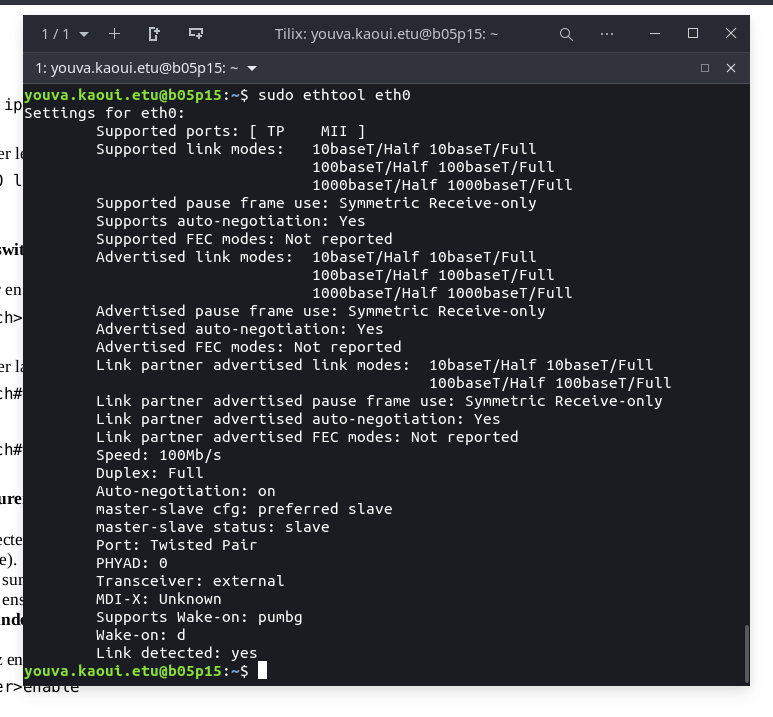 1 / 1
Tilix: youva.kaoui.etu@b05p15: ~
1: youva.kaoui.etu@b05p15: ~
youva.kaoui.etu@b05p15:~$ sudo ethtool eth0
Settings for eth0:
Supported ports: [ TP    MII ]
Supported link modes:   10baseT/Half 10baseT/Full
100baseT/Half 100baseT/Full
1000baseT/Half 1000baseT/Full
Supported pause frame use: Symmetric Receive-only
Supports auto-negotiation: Yes
Supported FEC modes: Not reported
Advertised link modes:  10baseT/Half 10baseT/Full
100baseT/Half 100baseT/Full
1000baseT/Half 1000baseT/Full
Advertised pause frame use: Symmetric Receive-only
Advertised auto-negotiation: Yes
Advertised FEC modes: Not reported
Link partner advertised link modes:  10baseT/Half 10baseT/Full
100baseT/Half 100baseT/Full
Link partner advertised pause frame use: Symmetric Receive-only
Link partner advertised auto-negotiation: Yes
Link partner advertised FEC modes: Not reported
Speed: 100Mb/s
Duplex: Full
Auto-negotiation: on
master-slave cfg: preferred slave
master-slave status: slave
Port: Twisted Pair
PHYAD: 0
Transceiver: external
MDI-X: Unknown
Supports Wake-on: pumbg
Wake-on: d
Link detected: yes
youva.kaoui.etu@b05p15:~$